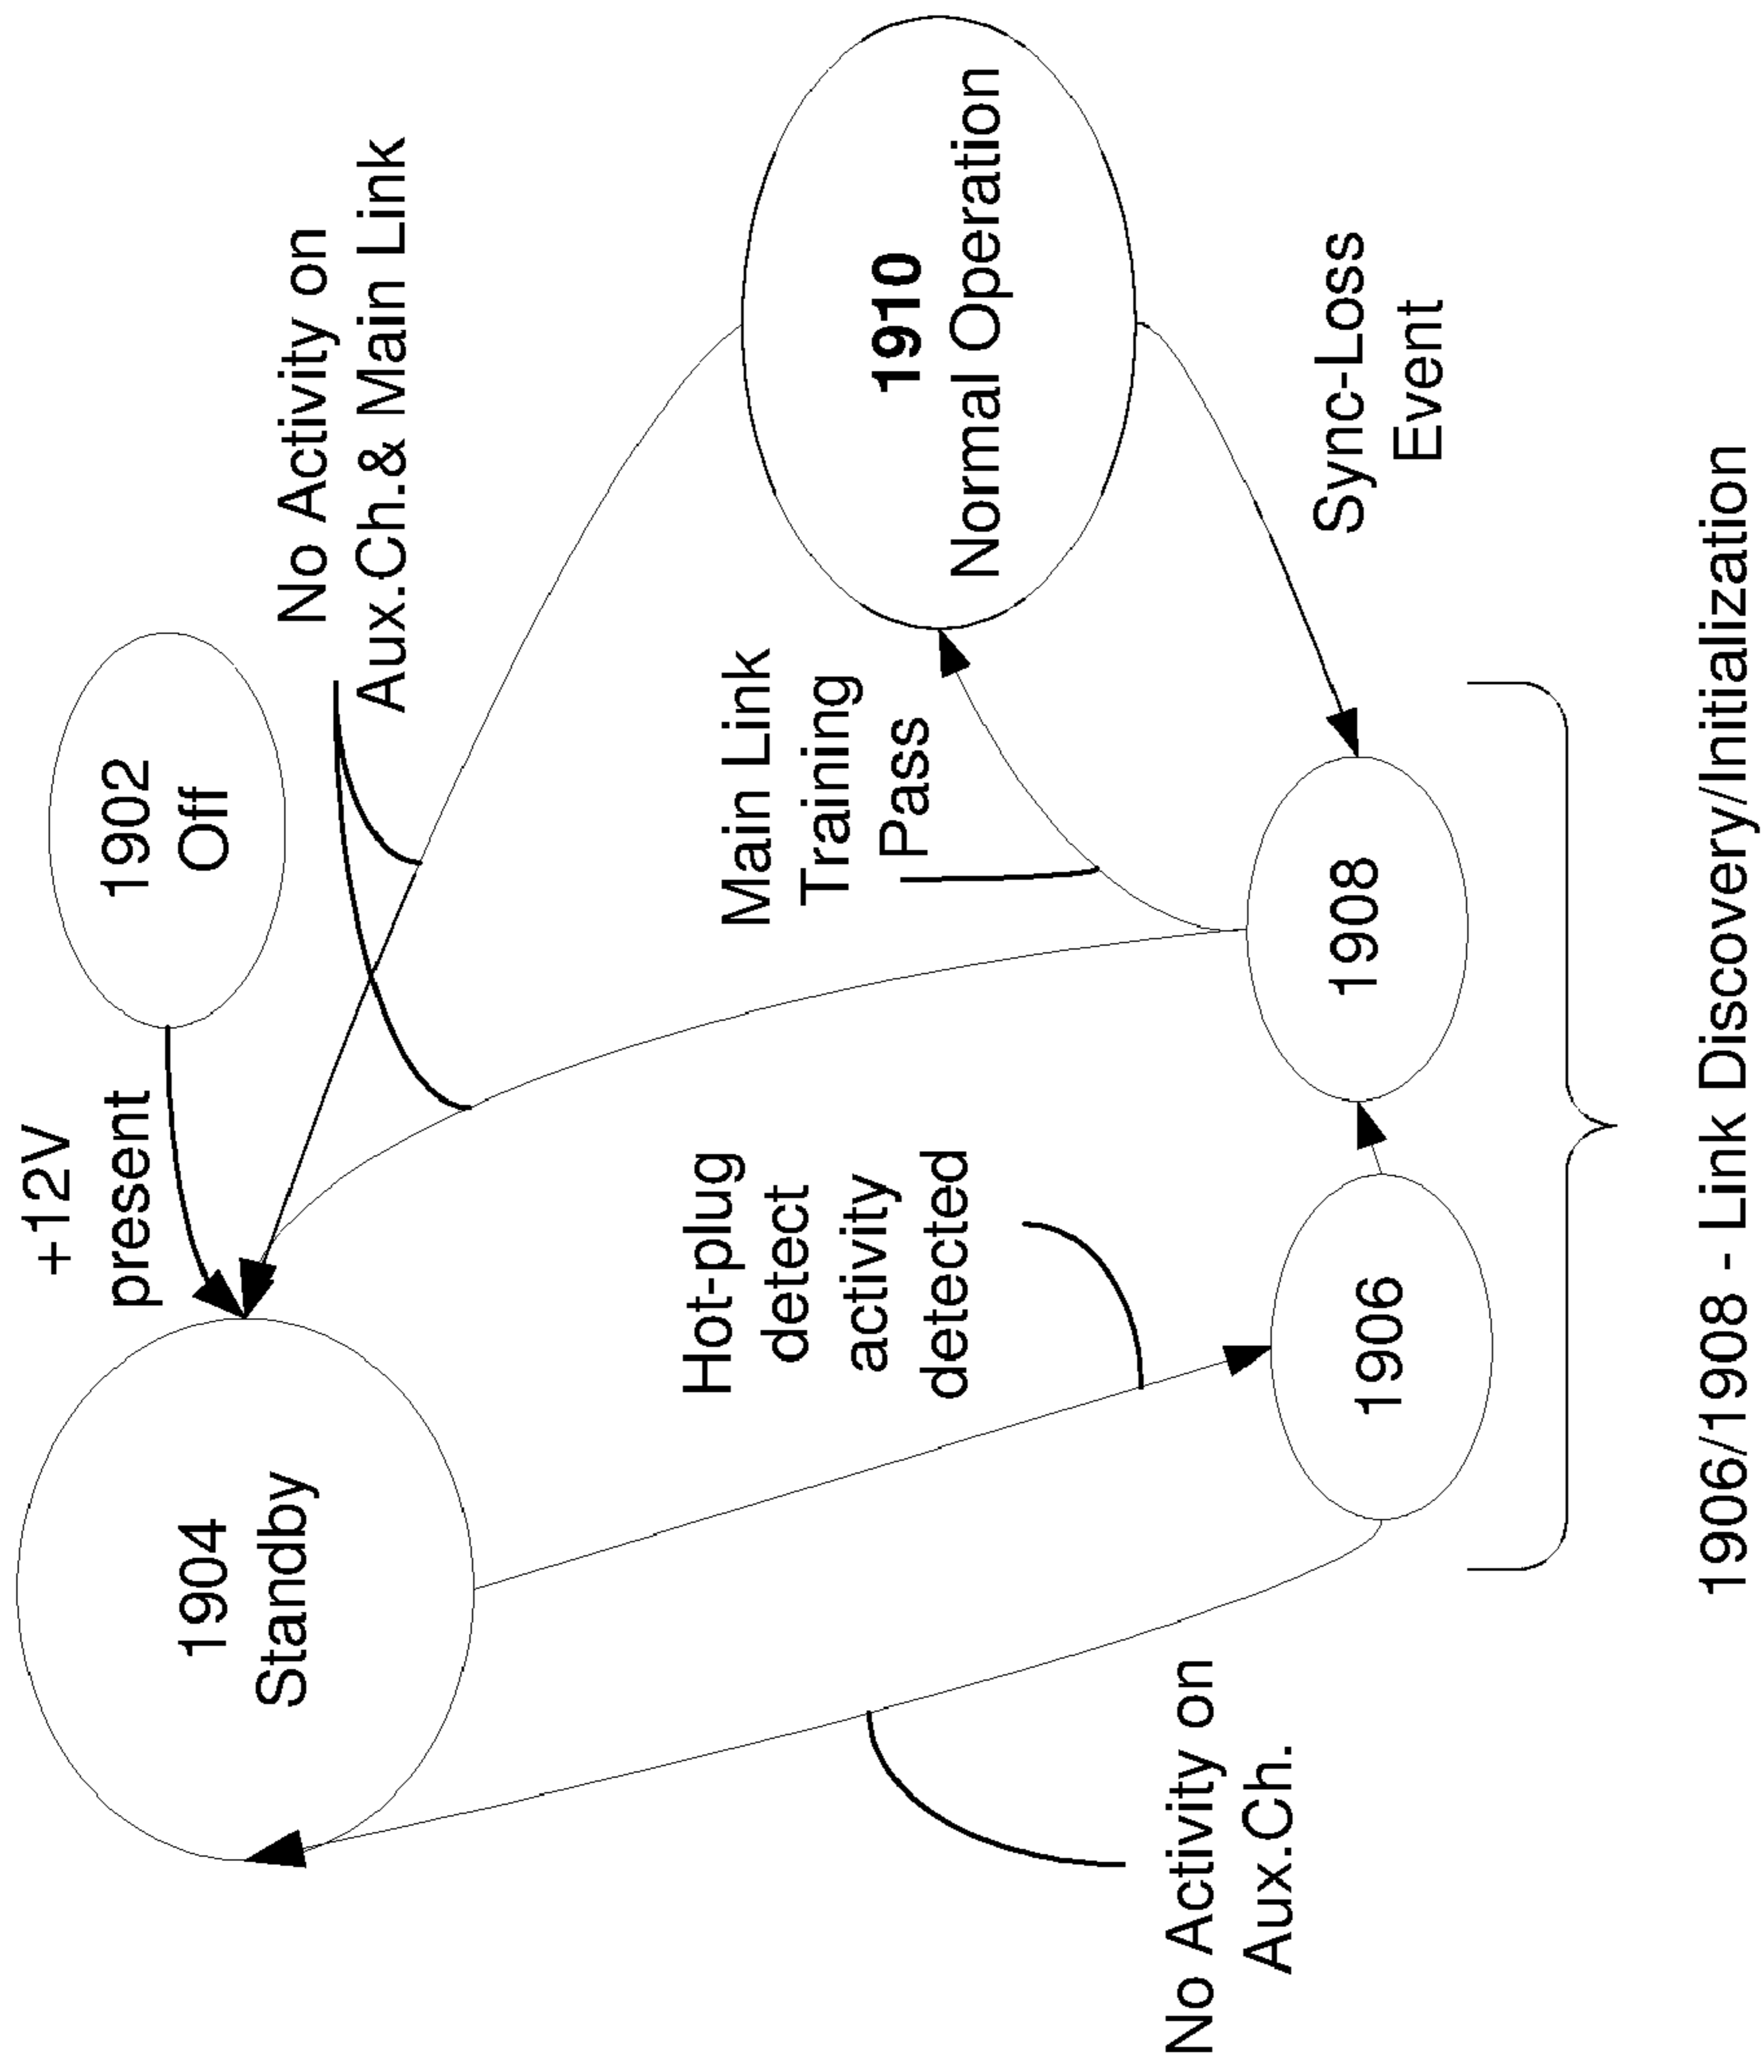 1902
Off
+12V
present
No Activity on
Aux.Ch.& Main Link
1904
Standby
Hot-plug
detect
activity
detected
Main Link
Training
Pass
1910
Normal Operation
No Activity on
Aux.Ch.
1906
1908
Sync-Loss
Event
1906/1908 - Link Discovery/Initialization